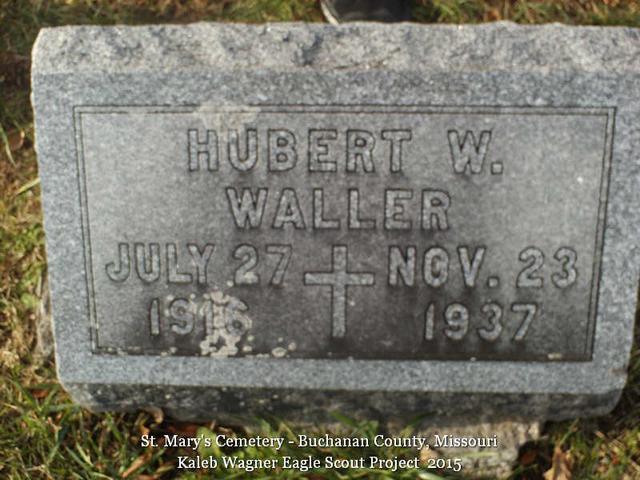 HUBERT W.
WALLER
JULY 27 NOV. 23
1916 1937
St. Mary's Cemetery - Buchanan County, Missouri
Kaleb Wagner Eagle Scout Project 2015